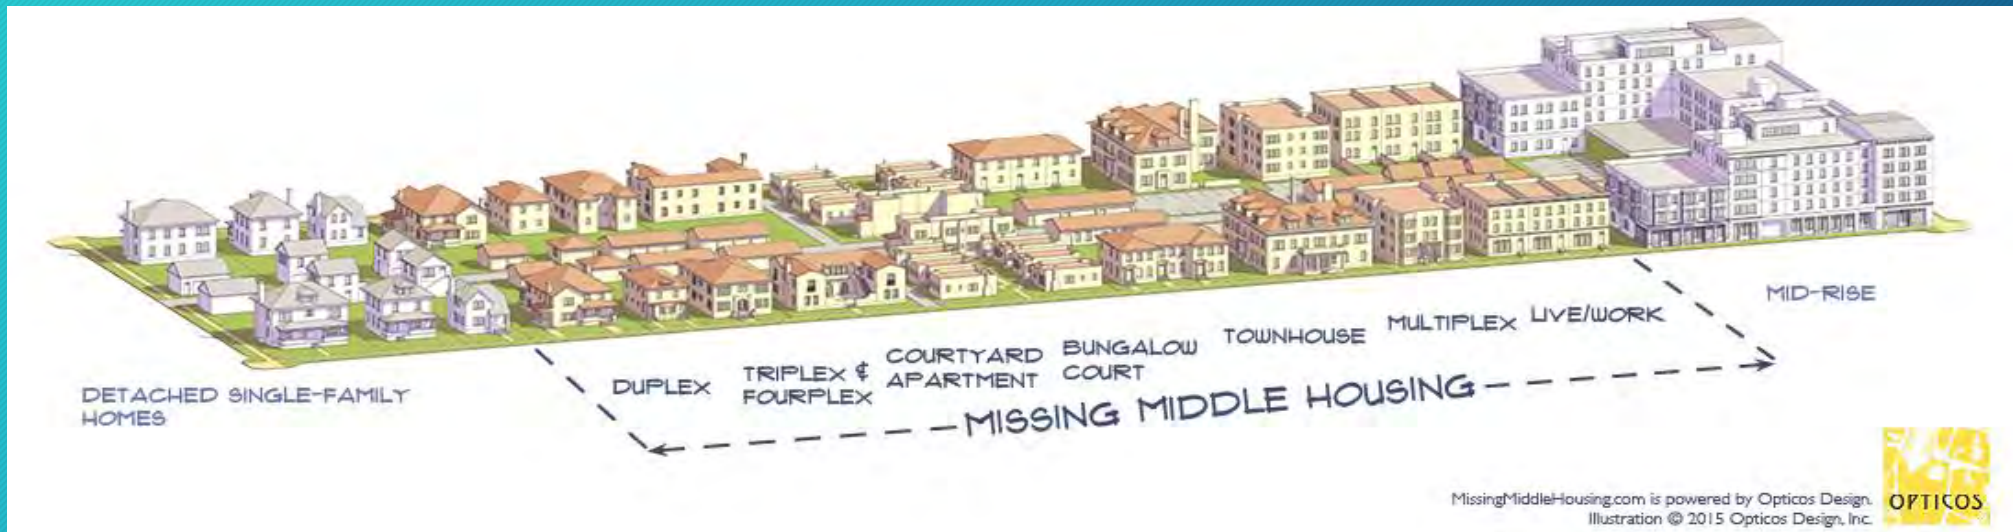 DETACHED SINGLE-FAMILY
HOMES
DUPLEX
TRIPLEX &
FOURPLEX
COURTYARD
APARTMENT
BUNGALOW
COURT
TOWNHOUSE
MULTIPLEX
LIVE/WORK
MID-RISE
MISSING MIDDLE HOUSING
MissingMiddleHousing.com is powered by Opticos Design.
Illustration © 2015 Opticos Design, Inc.
OPTICOS